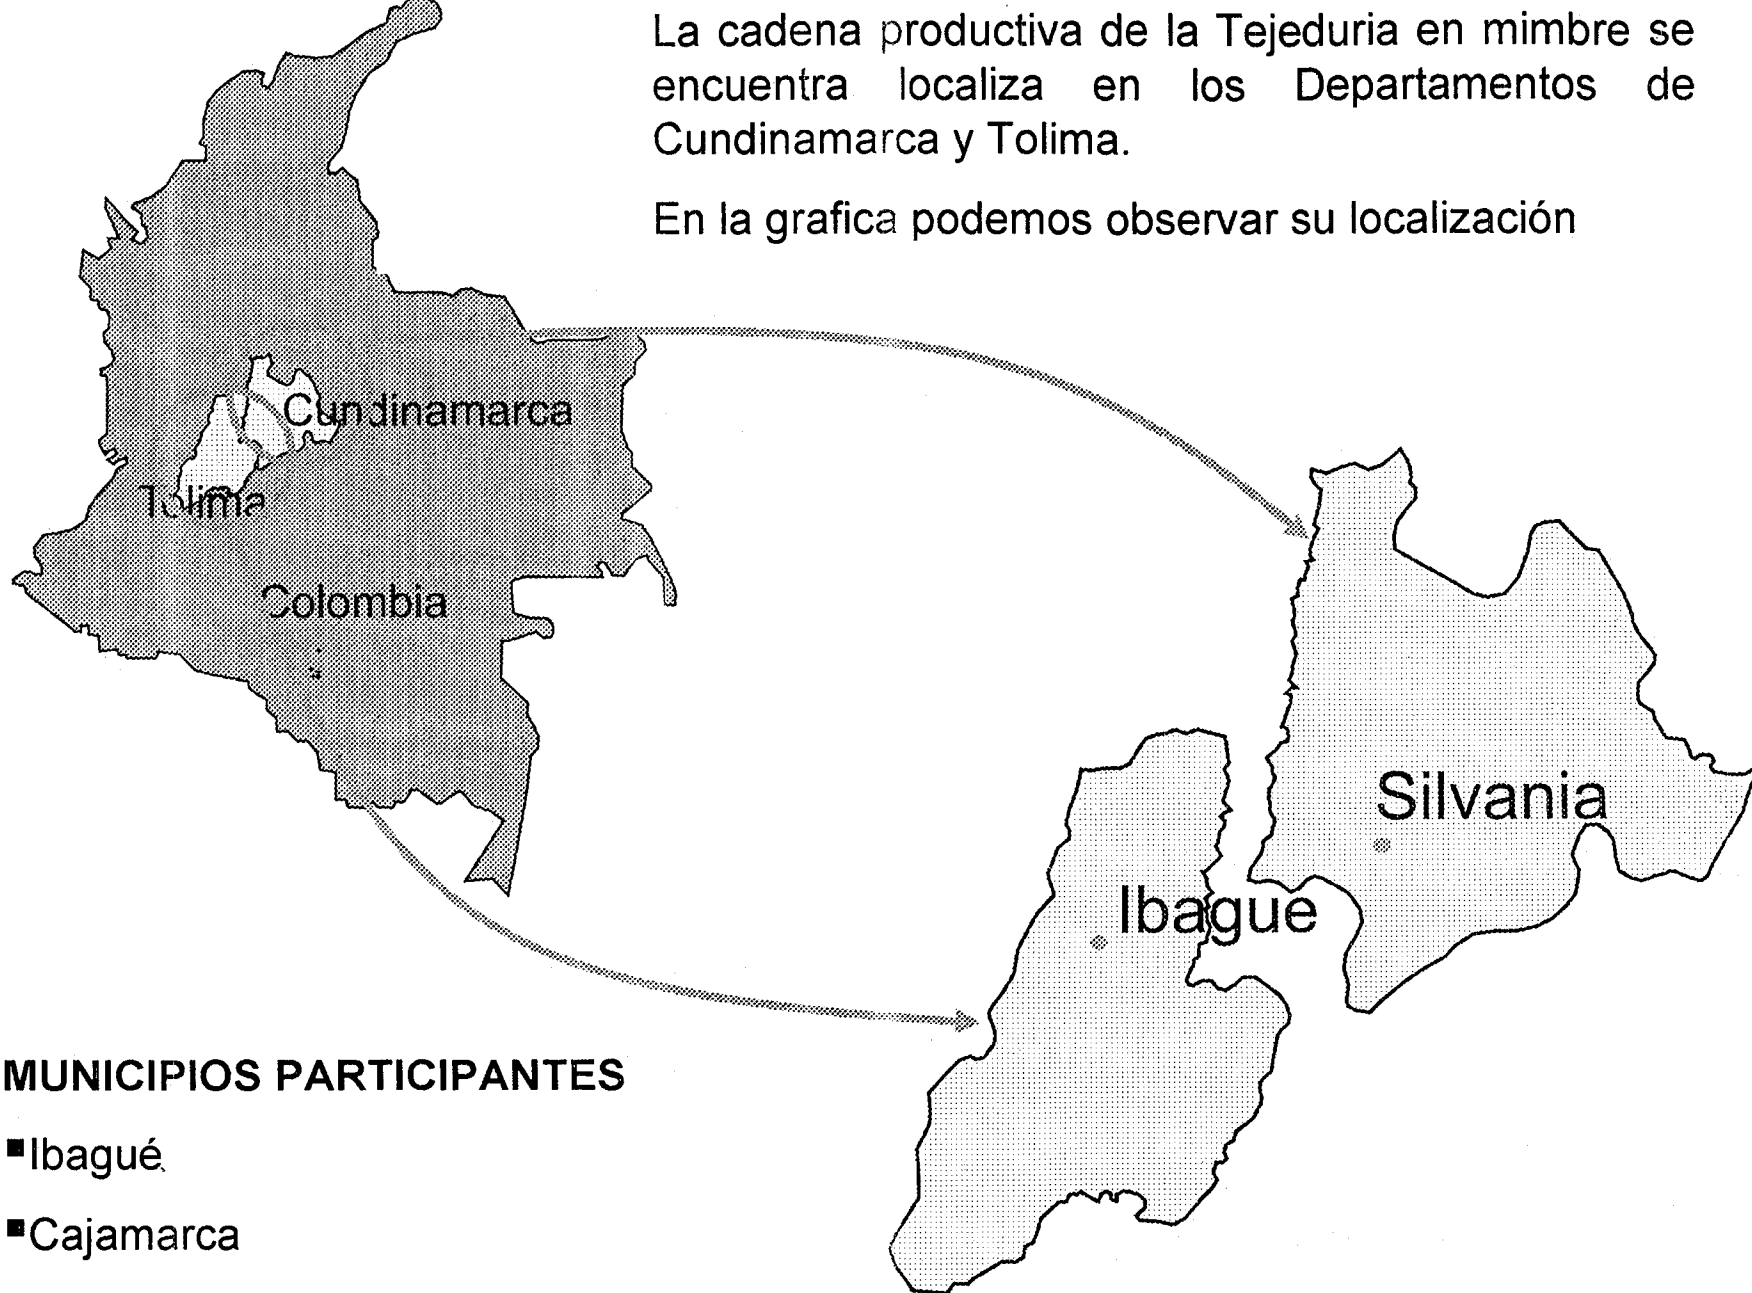 La cadena productiva de la Tejeduria en mimbre se
encuentra localiza en los Departamentos de
Cundinamarca y Tolima.
En la grafica podemos observar su localización
Cundinamarca
Tolima
Colombia
Silvania
Ibague
MUNICIPIOS PARTICIPANTES
▪Ibagué
▪Cajamarca